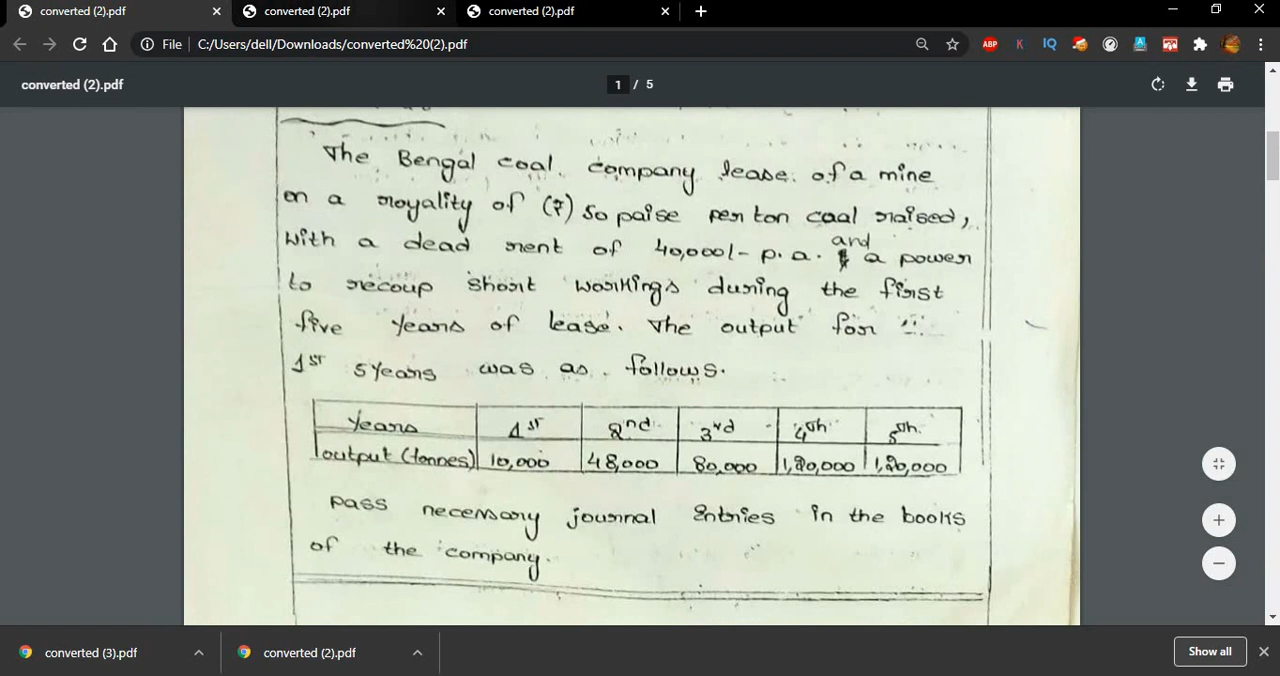 converted (2).pdf
converted (2).pdf
converted (2).pdf
File C:/Users/dell/Downloads/converted%20(2).pdf
ABP K IQ
converted (2).pdf 1 / 5
The Bengal coal company lease of a mine
on a royality of (₹) 50 paise per ton coal raised,
with a dead rent of 40,000/- p.a. and a power
to recoup short workings during the first
five years of lease. The output for
1st 5 years was as follows.
Years 1st 2nd 3rd 4th 5th
output (tonnes) 10,000 48,000 80,000 1,20,000 1,20,000
pass necessary journal Entries in the books
of the company.
converted (3).pdf converted (2).pdf Show all